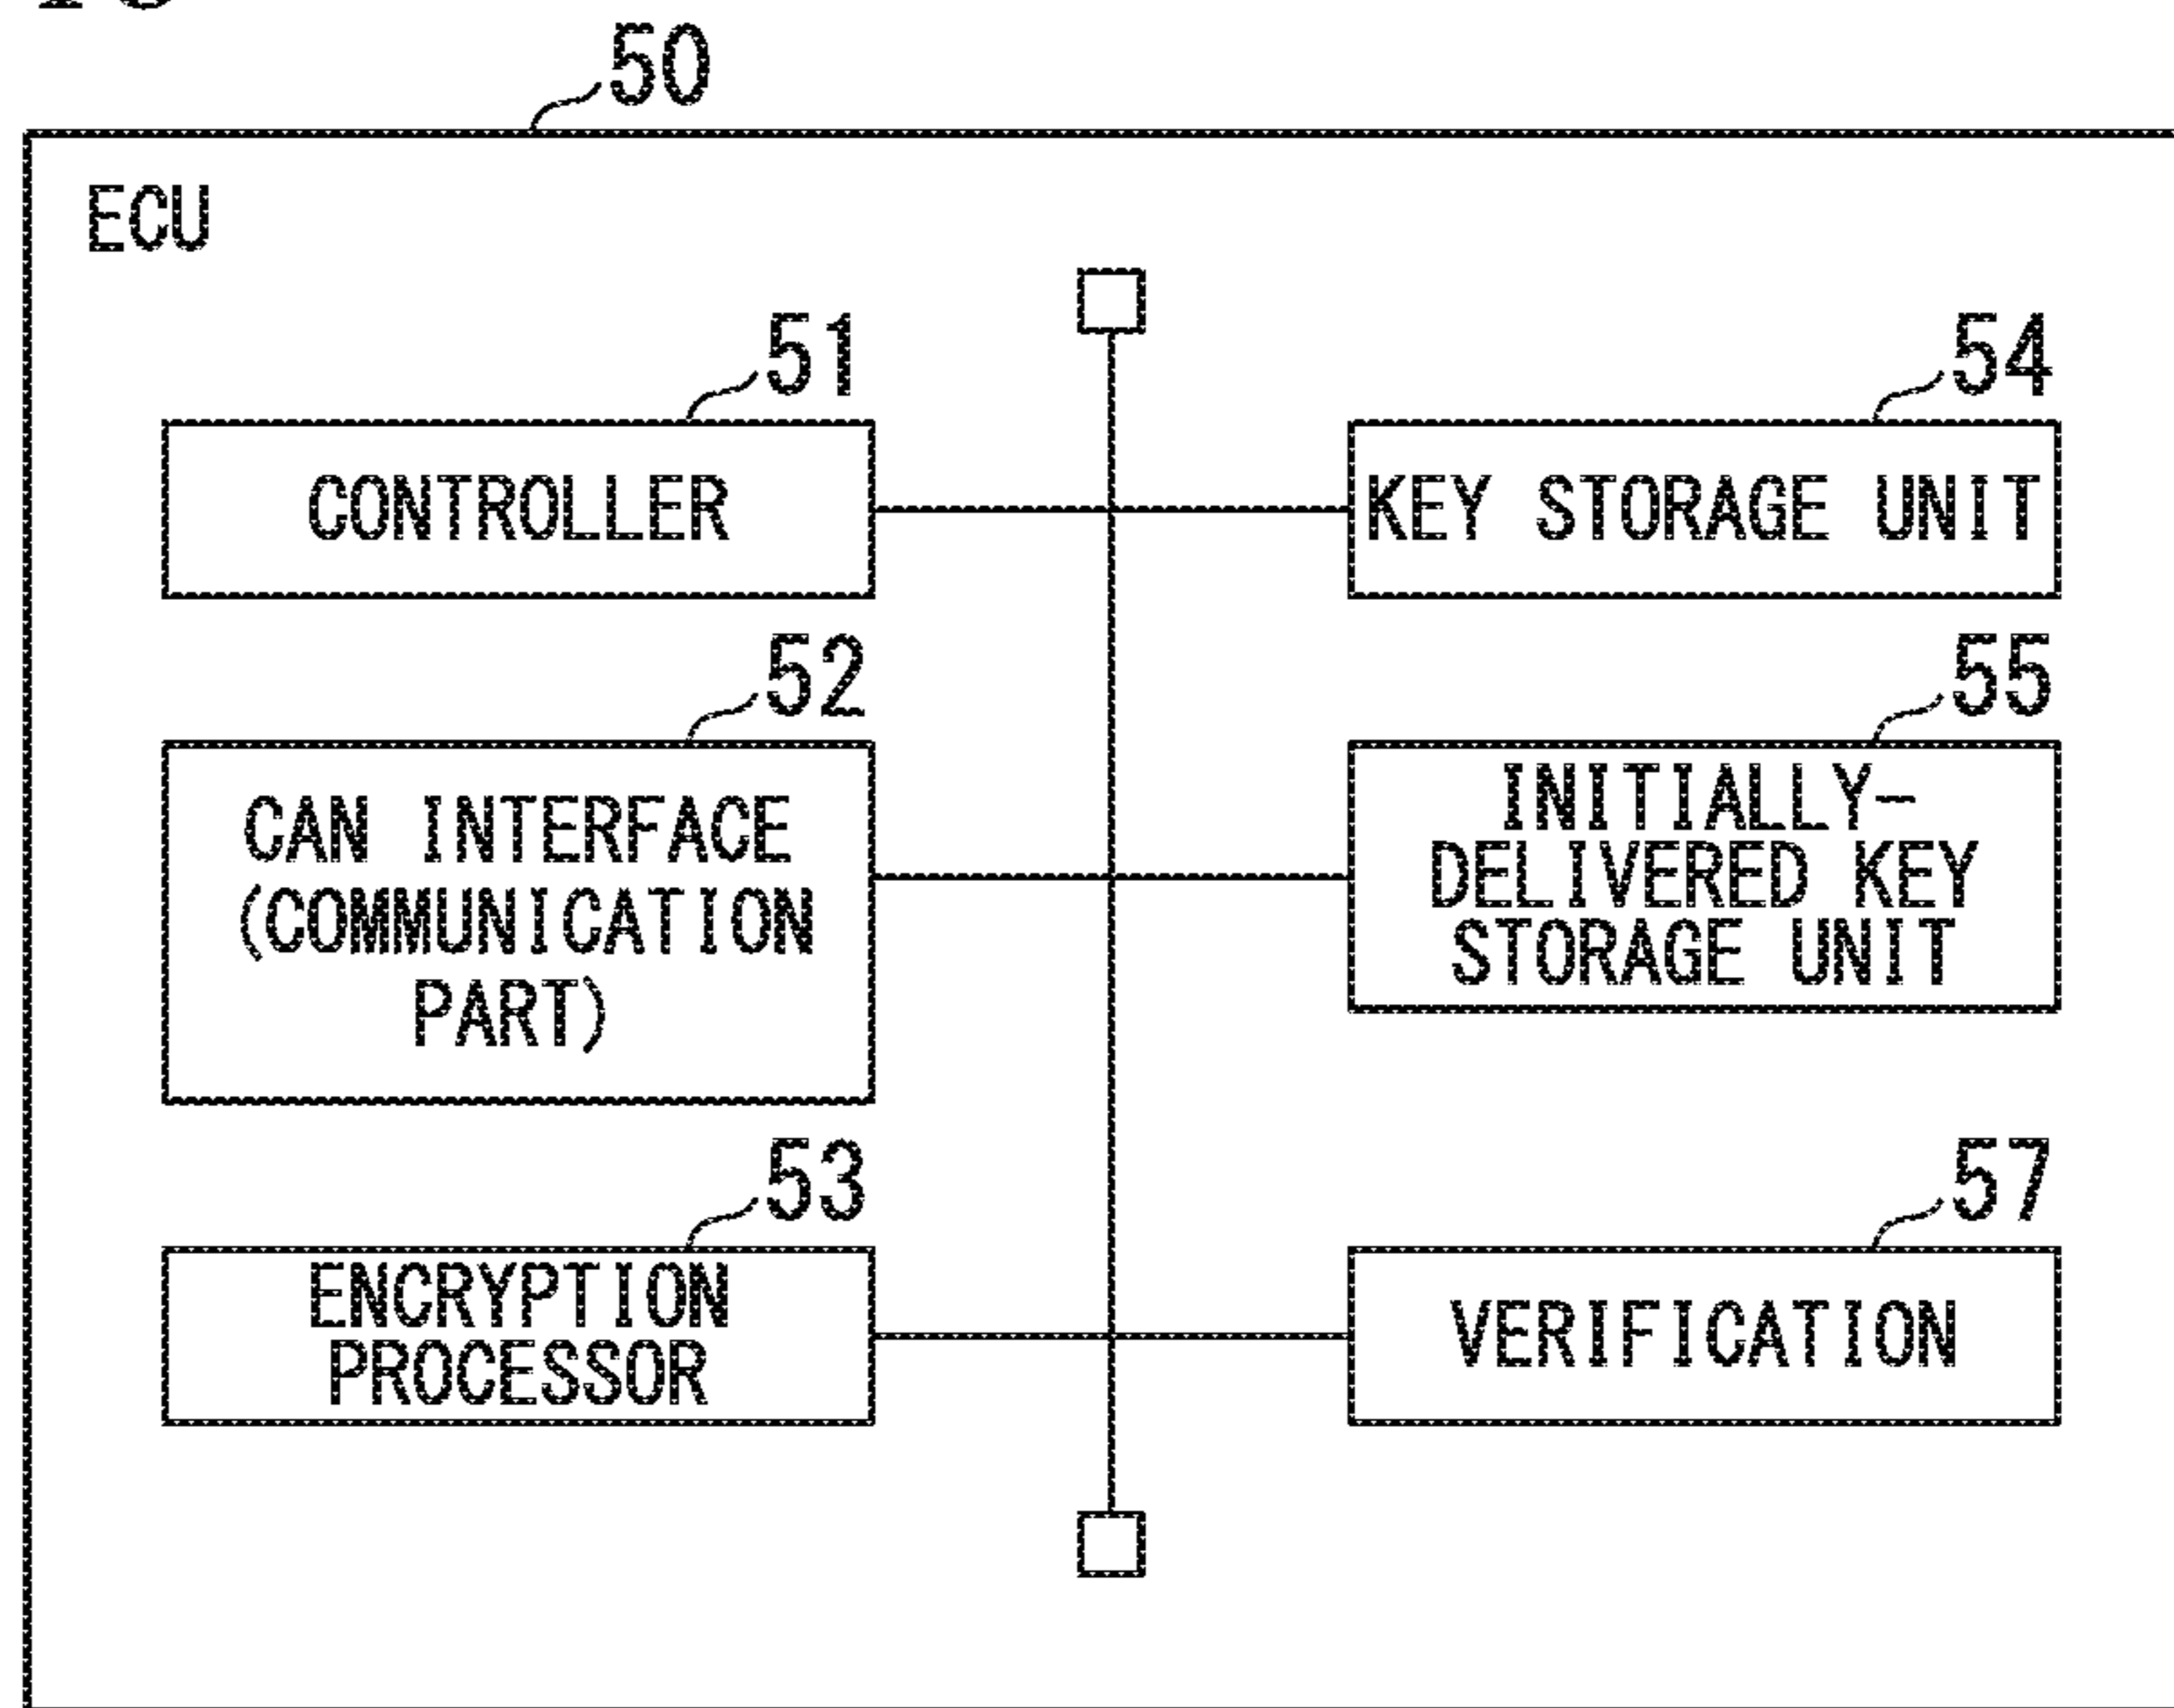 50
ECU
51
CONTROLLER
54
KEY STORAGE UNIT
52
CAN INTERFACE
(COMMUNICATION
PART)
55
INITIALLY-
DELIVERED KEY
STORAGE UNIT
53
ENCRYPTION
PROCESSOR
57
VERIFICATION